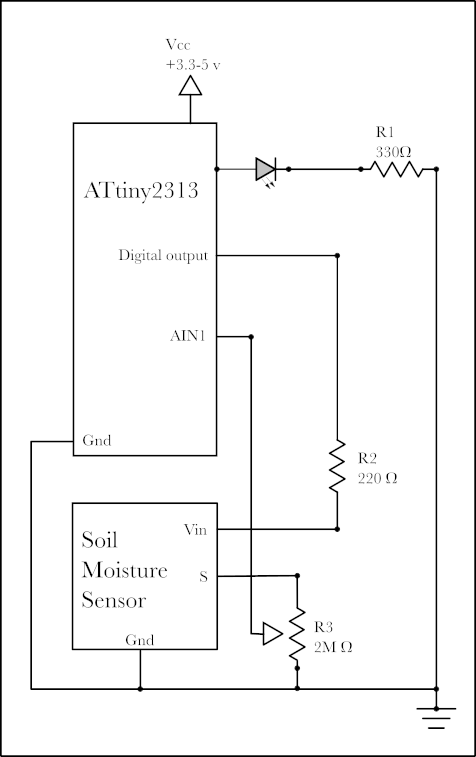 Vcc
+3.3-5 v
R1
330Ω
ATtiny2313
Digital output
AIN1
Gnd
R2
220 Ω
Vin
Soil
Moisture
Sensor
S
Gnd
R3
2M Ω